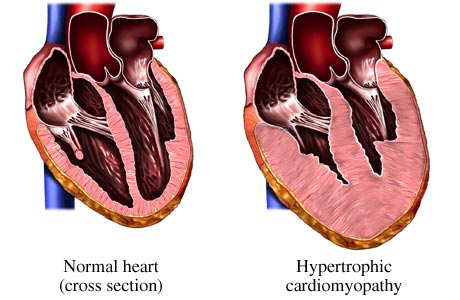 Normal heart
(cross section)
Hypertrophic
cardiomyopathy